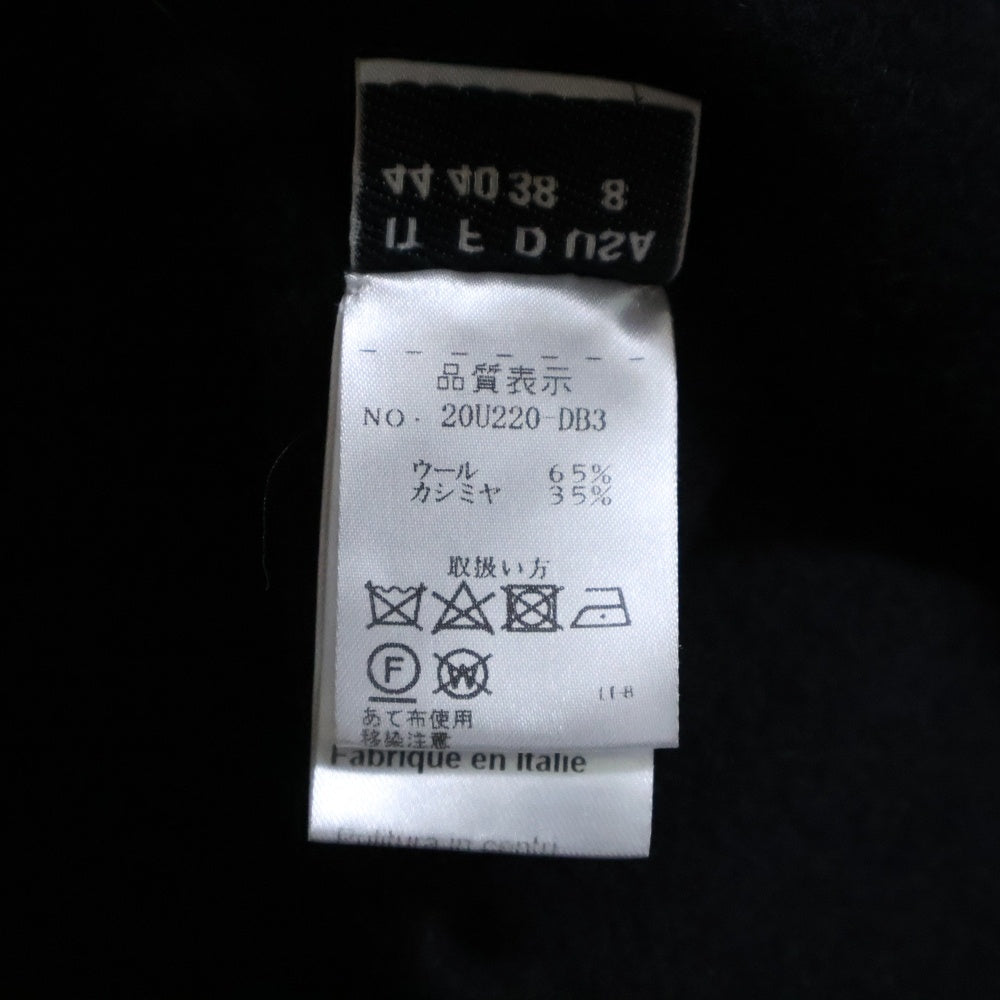 44 40 38 8
IT F D USA
品質表示
NO. 20U220-DB3
ウール 65%
カシミヤ 35%
取扱い方
F W
あて布使用
移染注意
Fabrique en Italie